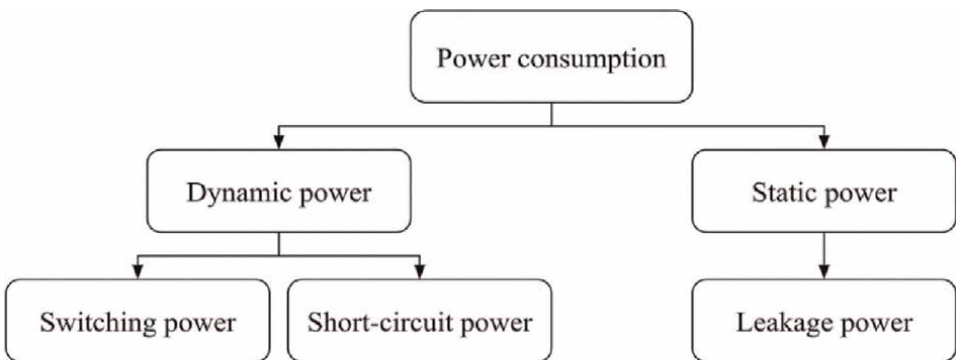 Power consumption
Dynamic power
Static power
Switching power
Short-circuit power
Leakage power